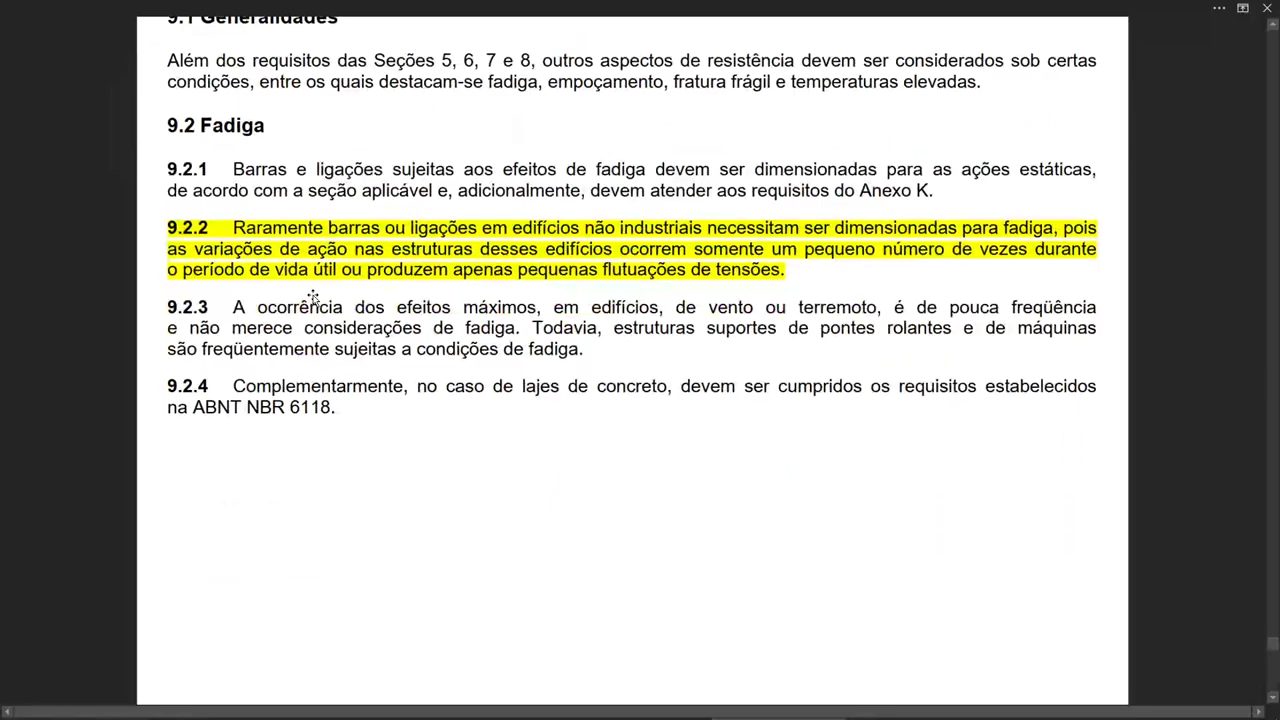 9.1 Generalidades
Além dos requisitos das Seções 5, 6, 7 e 8, outros aspectos de resistência devem ser considerados sob certas
condições, entre os quais destacam-se fadiga, empoçamento, fratura frágil e temperaturas elevadas.
9.2 Fadiga
9.2.1 Barras e ligações sujeitas aos efeitos de fadiga devem ser dimensionadas para as ações estáticas,
de acordo com a seção aplicável e, adicionalmente, devem atender aos requisitos do Anexo K.
9.2.2 Raramente barras ou ligações em edifícios não industriais necessitam ser dimensionadas para fadiga, pois
as variações de ação nas estruturas desses edifícios ocorrem somente um pequeno número de vezes durante
o período de vida útil ou produzem apenas pequenas flutuações de tensões.
9.2.3 A ocorrência dos efeitos máximos, em edifícios, de vento ou terremoto, é de pouca freqüência
e não merece considerações de fadiga. Todavia, estruturas suportes de pontes rolantes e de máquinas
são freqüentemente sujeitas a condições de fadiga.
9.2.4 Complementarmente, no caso de lajes de concreto, devem ser cumpridos os requisitos estabelecidos
na ABNT NBR 6118.